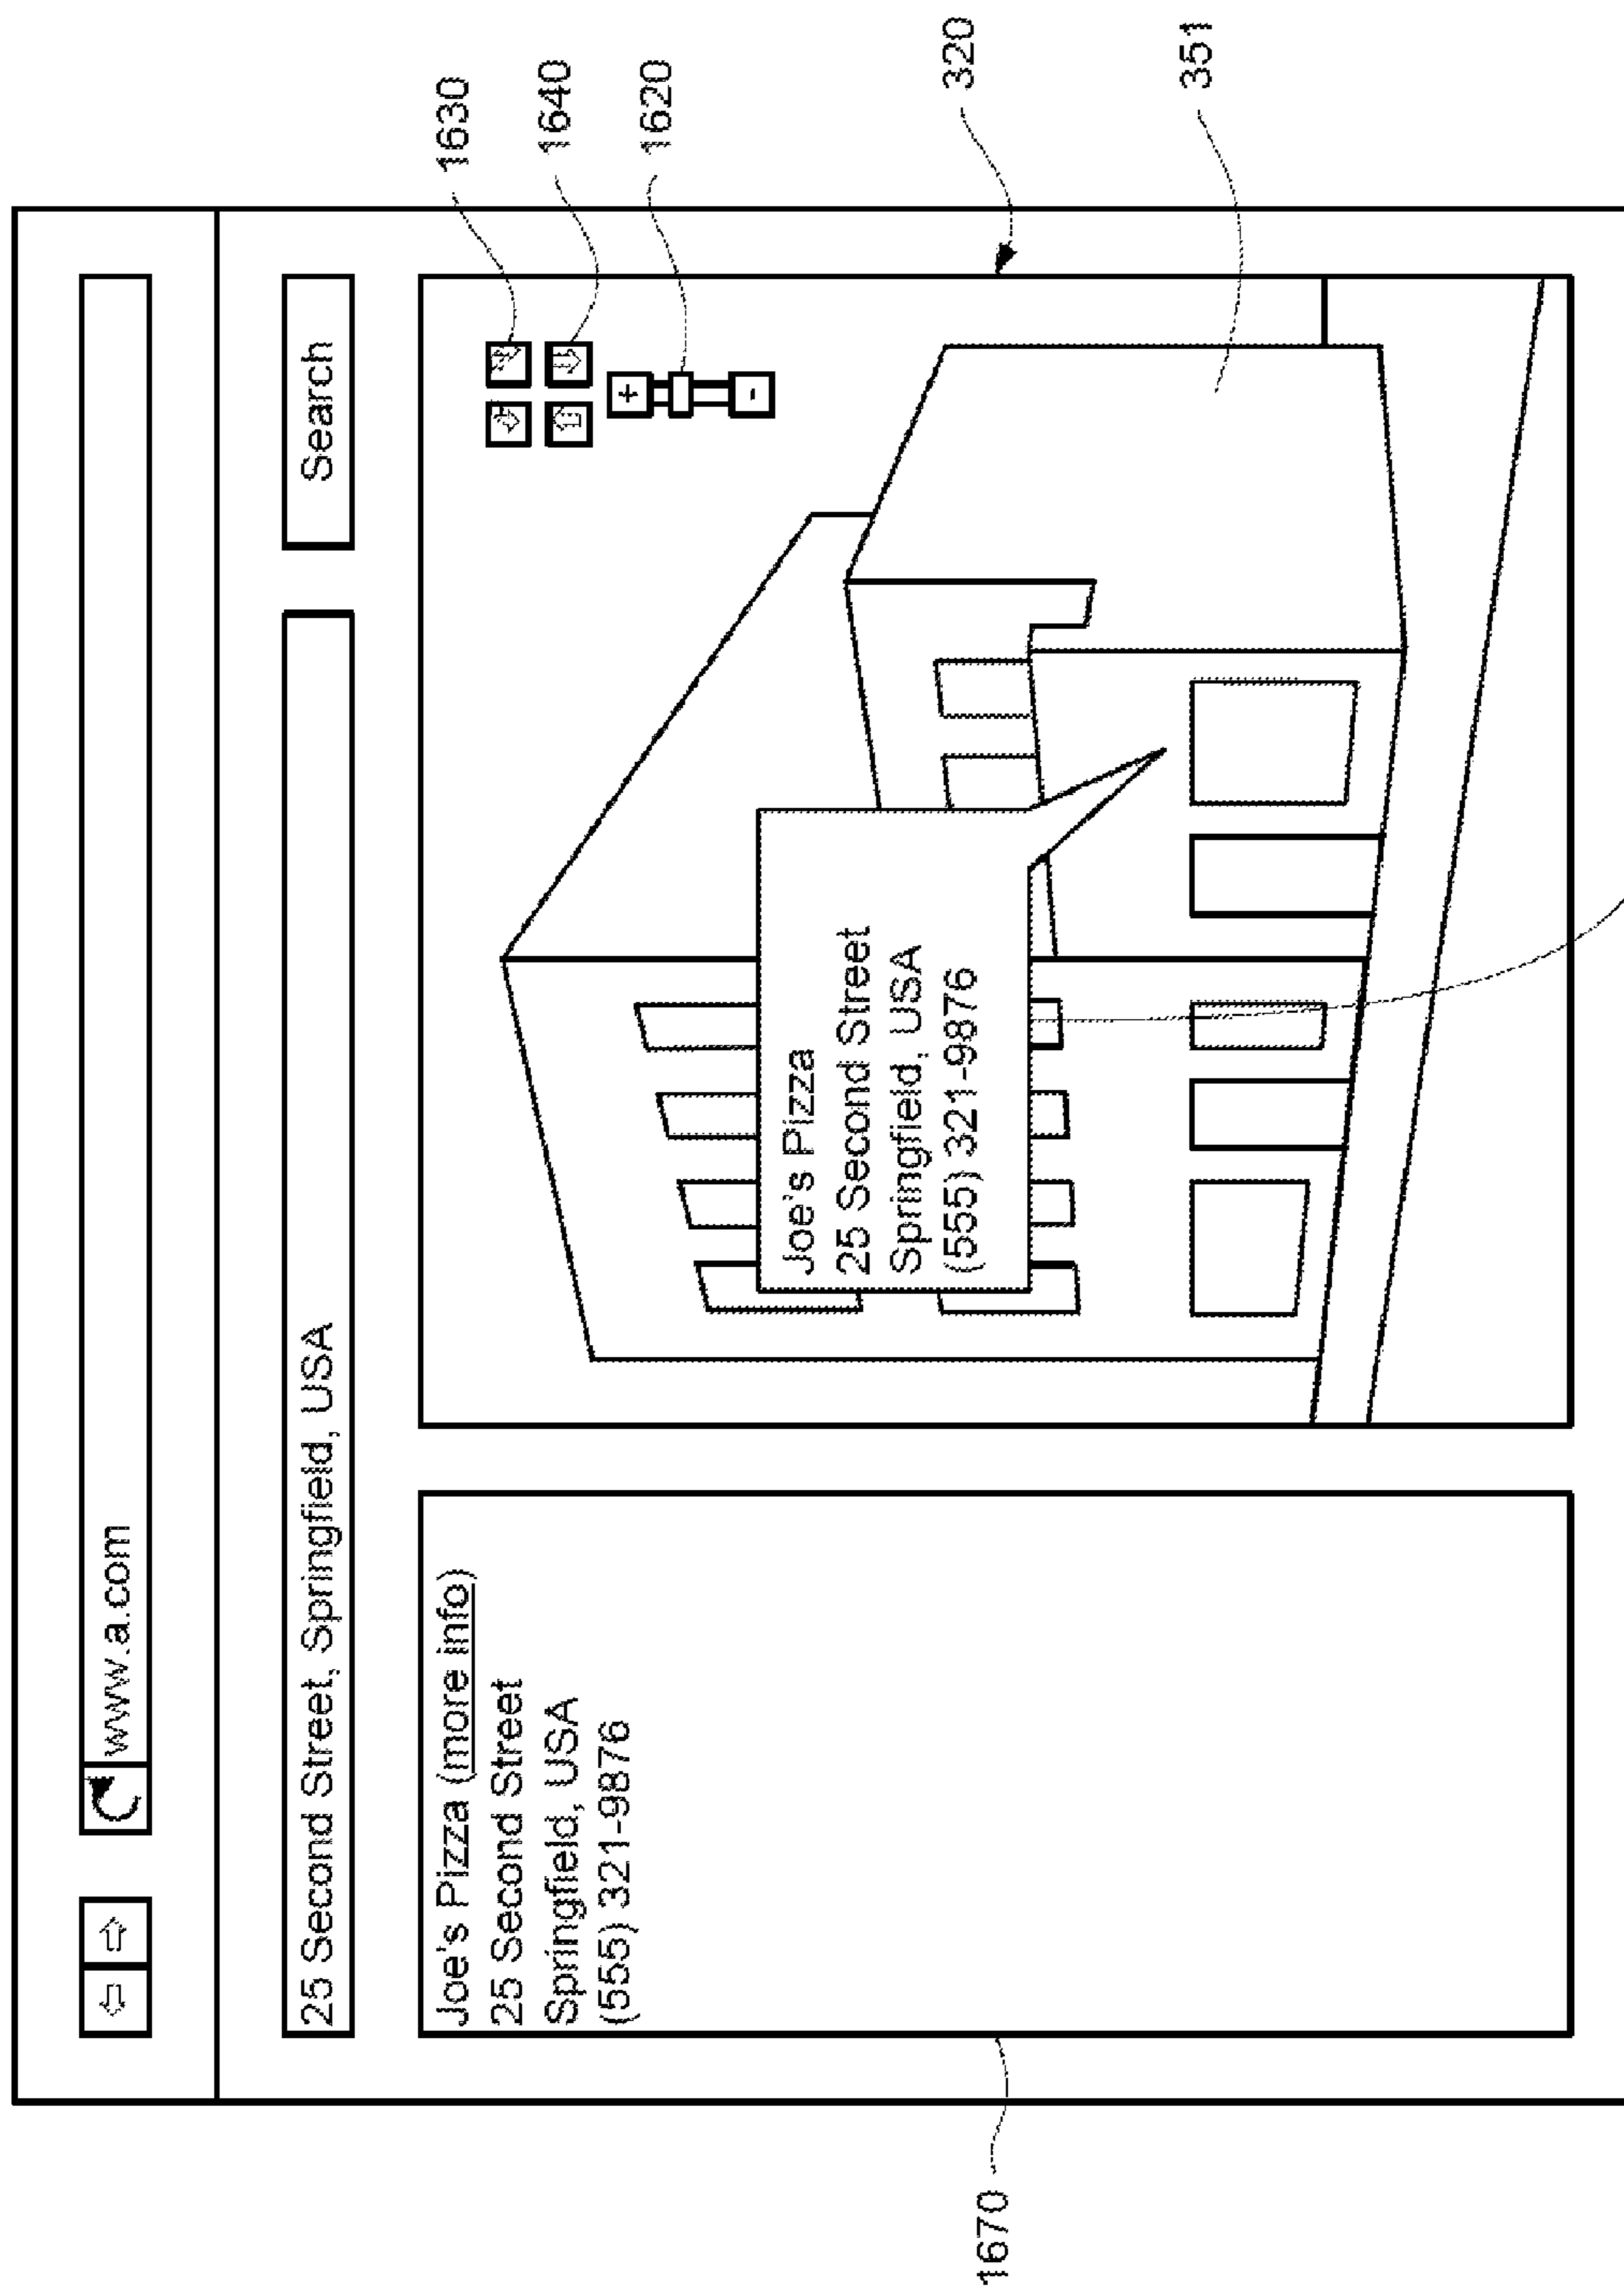 www.a.com
25 Second Street, Springfield, USA
Search
Joe's Pizza (more info)
25 Second Street
Springfield, USA
(555) 321-9876
Joe's Pizza
25 Second Street
Springfield, USA
(555) 321-9876
+
-
1630
1640
1620
320
351
1670